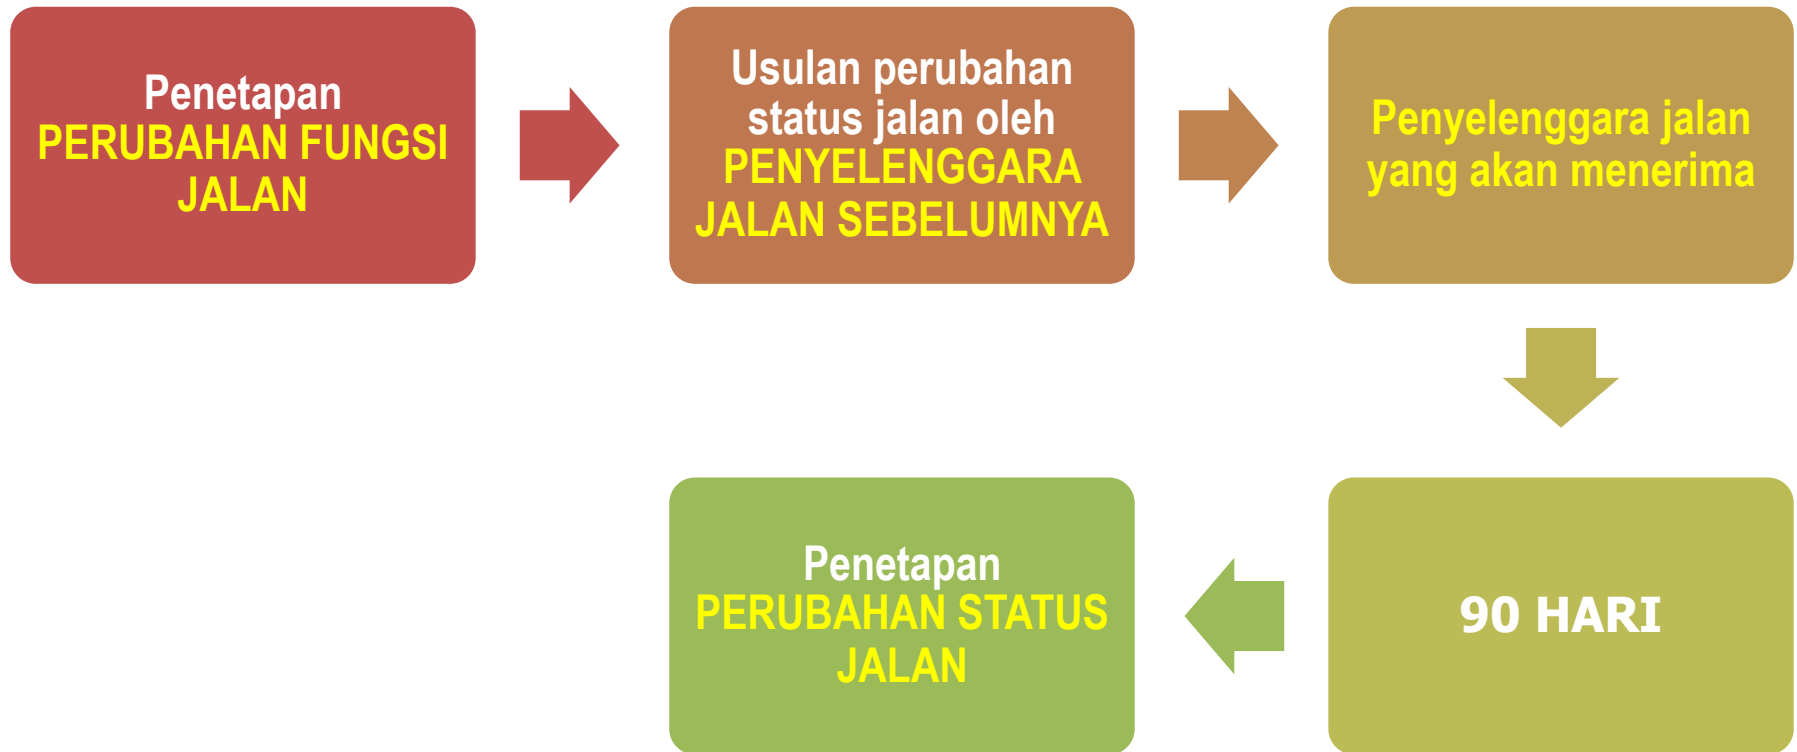 Penetapan
PERUBAHAN FUNGSI
JALAN
Usulan perubahan
status jalan oleh
PENYELENGGARA
JALAN SEBELUMNYA
Penyelenggara jalan
yang akan menerima
90 HARI
Penetapan
PERUBAHAN STATUS
JALAN